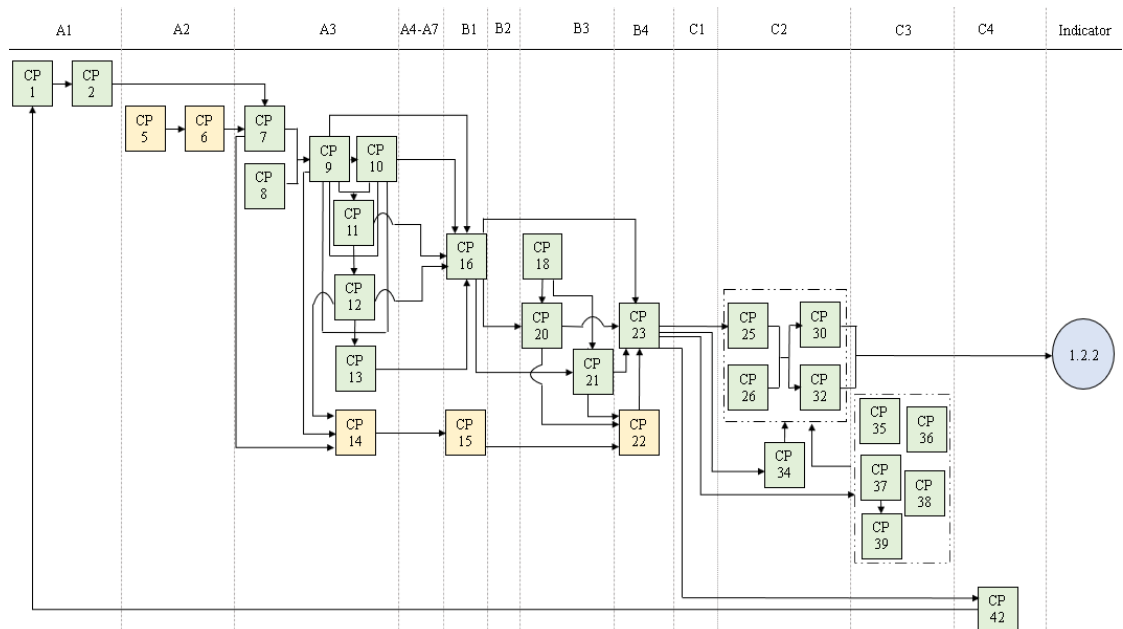 A1 A2 A3 A4-A7 B1 B2 B3 B4 C1 C2 C3 C4 Indicator
CP
1
CP
2
CP
5
CP
6
CP
7
CP
8
CP
9
CP
10
CP
11
CP
12
CP
13
CP
14
CP
15
CP
16
CP
18
CP
20
CP
21
CP
22
CP
23
CP
25
CP
26
CP
30
CP
32
CP
34
CP
35
CP
36
CP
37
CP
38
CP
39
CP
42
1.2.2